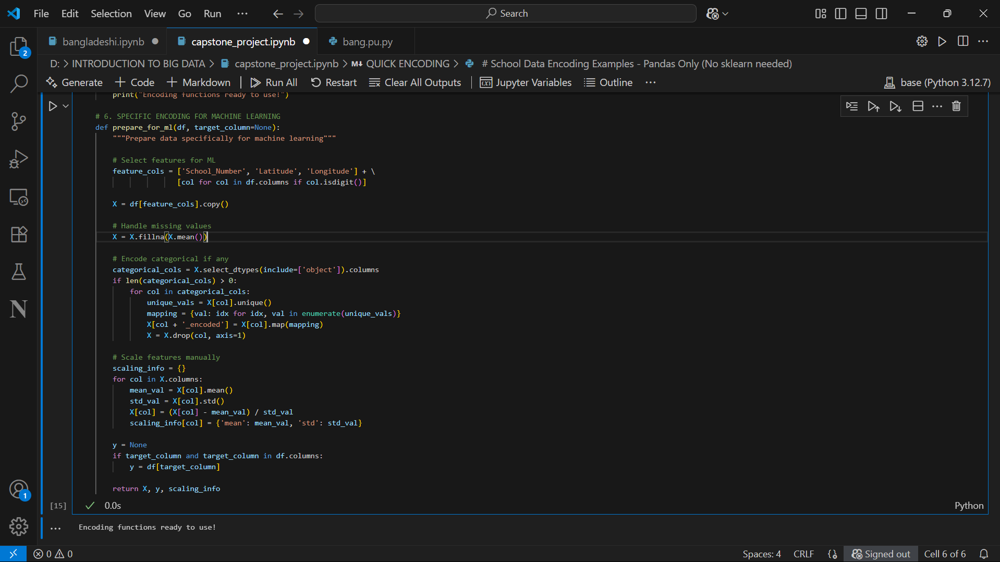 File Edit Selection View Go Run ··· Search
bangladeshi.ipynb capstone_project.ipynb bang.pu.py
D: > INTRODUCTION TO BIG DATA > capstone_project.ipynb > M↓ QUICK ENCODING > # School Data Encoding Examples - Pandas Only (No sklearn needed)
Generate + Code + Markdown Run All Restart Clear All Outputs Jupyter Variables Outline ··· base (Python 3.12.7)
2
    print("Encoding functions ready to use!")
# 6. SPECIFIC ENCODING FOR MACHINE LEARNING
def prepare_for_ml(df, target_column=None):
    """Prepare data specifically for machine learning"""
    # Select features for ML
    feature_cols = ['School_Number', 'Latitude', 'Longitude'] + \
                   [col for col in df.columns if col.isdigit()]
    X = df[feature_cols].copy()
    # Handle missing values
    X = X.fillna(X.mean())
    # Encode categorical if any
    categorical_cols = X.select_dtypes(include=['object']).columns
    if len(categorical_cols) > 0:
        for col in categorical_cols:
            unique_vals = X[col].unique()
            mapping = {val: idx for idx, val in enumerate(unique_vals)}
            X[col + '_encoded'] = X[col].map(mapping)
            X = X.drop(col, axis=1)
    # Scale features manually
    scaling_info = {}
    for col in X.columns:
        mean_val = X[col].mean()
        std_val = X[col].std()
        X[col] = (X[col] - mean_val) / std_val
        scaling_info[col] = {'mean': mean_val, 'std': std_val}
    y = None
    if target_column and target_column in df.columns:
        y = df[target_column]
    return X, y, scaling_info
1
[15] 0.0s Python
··· Encoding functions ready to use!
0 0 Spaces: 4 CRLF Signed out Cell 6 of 6